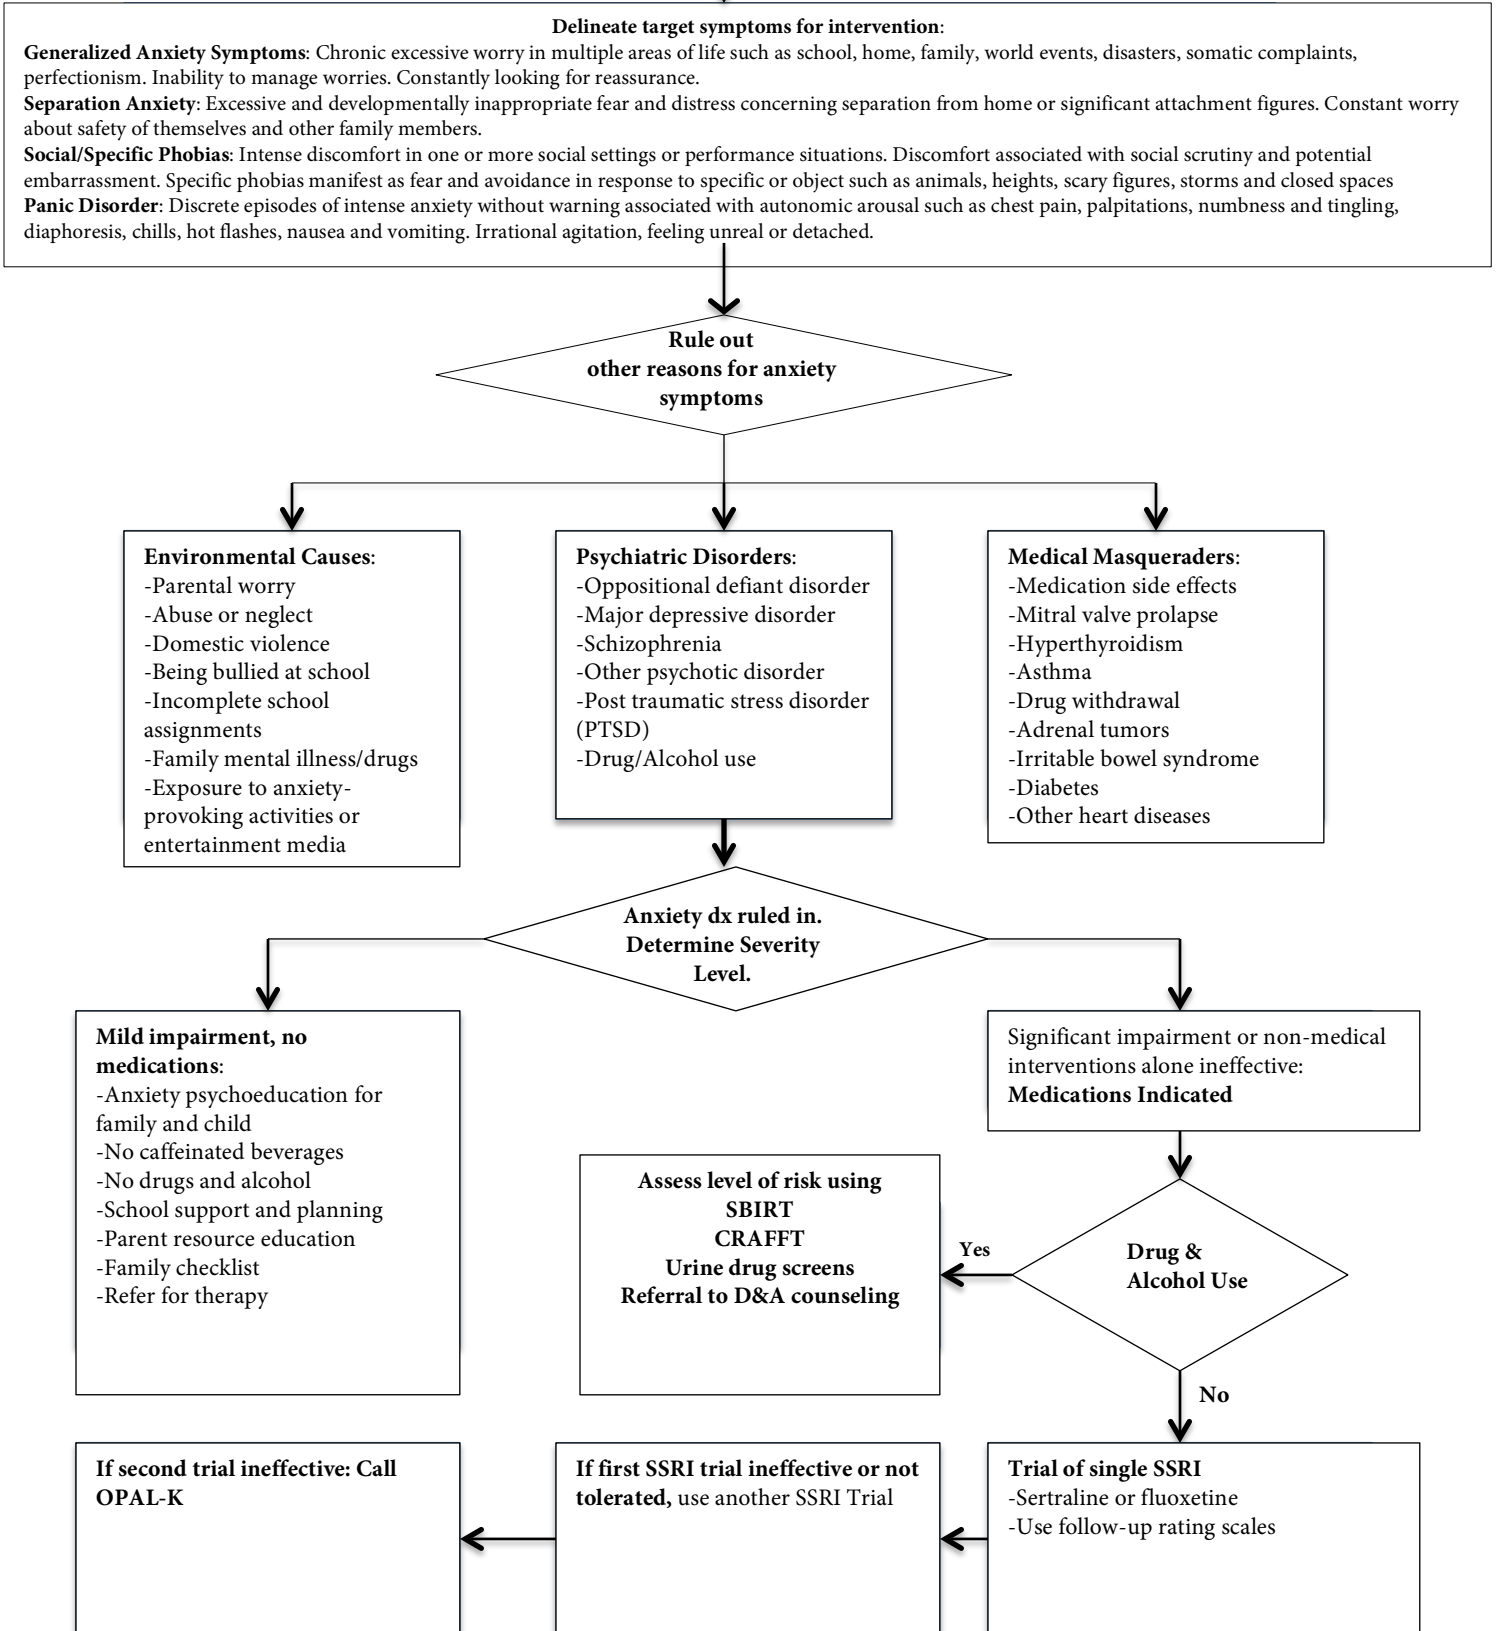 Delineate target symptoms for intervention:
Generalized Anxiety Symptoms: Chronic excessive worry in multiple areas of life such as school, home, family, world events, disasters, somatic complaints,
perfectionism. Inability to manage worries. Constantly looking for reassurance.
Separation Anxiety: Excessive and developmentally inappropriate fear and distress concerning separation from home or significant attachment figures. Constant worry
about safety of themselves and other family members.
Social/Specific Phobias: Intense discomfort in one or more social settings or performance situations. Discomfort associated with social scrutiny and potential
embarrassment. Specific phobias manifest as fear and avoidance in response to specific or object such as animals, heights, scary figures, storms and closed spaces
Panic Disorder: Discrete episodes of intense anxiety without warning associated with autonomic arousal such as chest pain, palpitations, numbness and tingling,
diaphoresis, chills, hot flashes, nausea and vomiting. Irrational agitation, feeling unreal or detached.
Rule out
other reasons for anxiety
symptoms
Environmental Causes:
-Parental worry
-Abuse or neglect
-Domestic violence
-Being bullied at school
-Incomplete school
assignments
-Family mental illness/drugs
-Exposure to anxiety-
provoking activities or
entertainment media
Psychiatric Disorders:
-Oppositional defiant disorder
-Major depressive disorder
-Schizophrenia
-Other psychotic disorder
-Post traumatic stress disorder
(PTSD)
-Drug/Alcohol use
Medical Masqueraders:
-Medication side effects
-Mitral valve prolapse
-Hyperthyroidism
-Asthma
-Drug withdrawal
-Adrenal tumors
-Irritable bowel syndrome
-Diabetes
-Other heart diseases
Anxiety dx ruled in.
Determine Severity
Level.
Mild impairment, no
medications:
-Anxiety psychoeducation for
family and child
-No caffeinated beverages
-No drugs and alcohol
-School support and planning
-Parent resource education
-Family checklist
-Refer for therapy
Significant impairment or non-medical
interventions alone ineffective:
Medications Indicated
Drug &
Alcohol Use
Yes
Assess level of risk using
SBIRT
CRAFFT
Urine drug screens
Referral to D&A counseling
No
Trial of single SSRI
-Sertraline or fluoxetine
-Use follow-up rating scales
If first SSRI trial ineffective or not
tolerated, use another SSRI Trial
If second trial ineffective: Call
OPAL-K